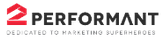 2PERFORMANT
DEDICATED TO MARKETING SUPERHEROES